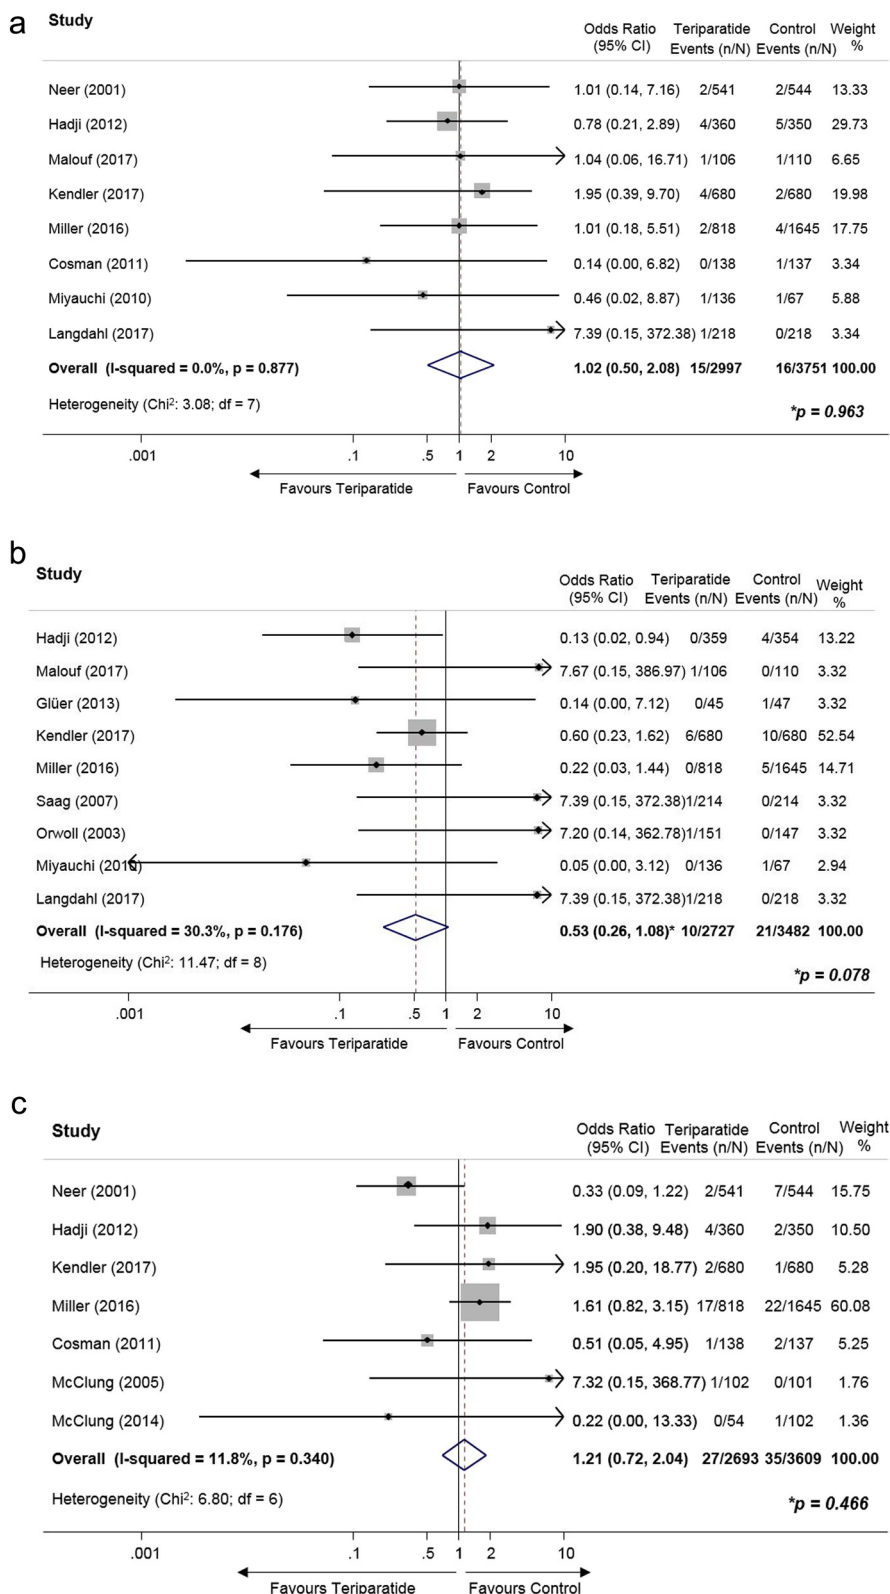 a
Study
Odds Ratio (95% CI) Teriparatide Events (n/N) Control Events (n/N) Weight %
Neer (2001) 1.01 (0.14, 7.16) 2/541 2/544 13.33
Hadji (2012) 0.78 (0.21, 2.89) 4/360 5/350 29.73
Malouf (2017) 1.04 (0.06, 16.71) 1/106 1/110 6.65
Kendler (2017) 1.95 (0.39, 9.70) 4/680 2/680 19.98
Miller (2016) 1.01 (0.18, 5.51) 2/818 4/1645 17.75
Cosman (2011) 0.14 (0.00, 6.82) 0/138 1/137 3.34
Miyauchi (2010) 0.46 (0.02, 8.87) 1/136 1/67 5.88
Langdahl (2017) 7.39 (0.15, 372.38) 1/218 0/218 3.34
Overall (I-squared = 0.0%, p = 0.877) 1.02 (0.50, 2.08) 15/2997 16/3751 100.00
Heterogeneity (Chi²: 3.08; df = 7)
*p = 0.963
.001 .1 .5 1 2 10
Favours Teriparatide Favours Control
b
Study
Odds Ratio (95% CI) Teriparatide Events (n/N) Control Events (n/N) Weight %
Hadji (2012) 0.13 (0.02, 0.94) 0/359 4/354 13.22
Malouf (2017) 7.67 (0.15, 386.97) 1/106 0/110 3.32
Glüer (2013) 0.14 (0.00, 7.12) 0/45 1/47 3.32
Kendler (2017) 0.60 (0.23, 1.62) 6/680 10/680 52.54
Miller (2016) 0.22 (0.03, 1.44) 0/818 5/1645 14.71
Saag (2007) 7.39 (0.15, 372.38) 1/214 0/214 3.32
Orwoll (2003) 7.20 (0.14, 362.78) 1/151 0/147 3.32
Miyauchi (2010) 0.05 (0.00, 3.12) 0/136 1/67 2.94
Langdahl (2017) 7.39 (0.15, 372.38) 1/218 0/218 3.32
Overall (I-squared = 30.3%, p = 0.176) 0.53 (0.26, 1.08)* 10/2727 21/3482 100.00
Heterogeneity (Chi²: 11.47; df = 8)
*p = 0.078
.001 .1 .5 1 2 10
Favours Teriparatide Favours Control
c
Study
Odds Ratio (95% CI) Teriparatide Events (n/N) Control Events (n/N) Weight %
Neer (2001) 0.33 (0.09, 1.22) 2/541 7/544 15.75
Hadji (2012) 1.90 (0.38, 9.48) 4/360 2/350 10.50
Kendler (2017) 1.95 (0.20, 18.77) 2/680 1/680 5.28
Miller (2016) 1.61 (0.82, 3.15) 17/818 22/1645 60.08
Cosman (2011) 0.51 (0.05, 4.95) 1/138 2/137 5.25
McClung (2005) 7.32 (0.15, 368.77) 1/102 0/101 1.76
McClung (2014) 0.22 (0.00, 13.33) 0/54 1/102 1.36
Overall (I-squared = 11.8%, p = 0.340) 1.21 (0.72, 2.04) 27/2693 35/3609 100.00
Heterogeneity (Chi²: 6.80; df = 6)
*p = 0.466
.001 .1 .5 1 2 10
Favours Teriparatide Favours Control